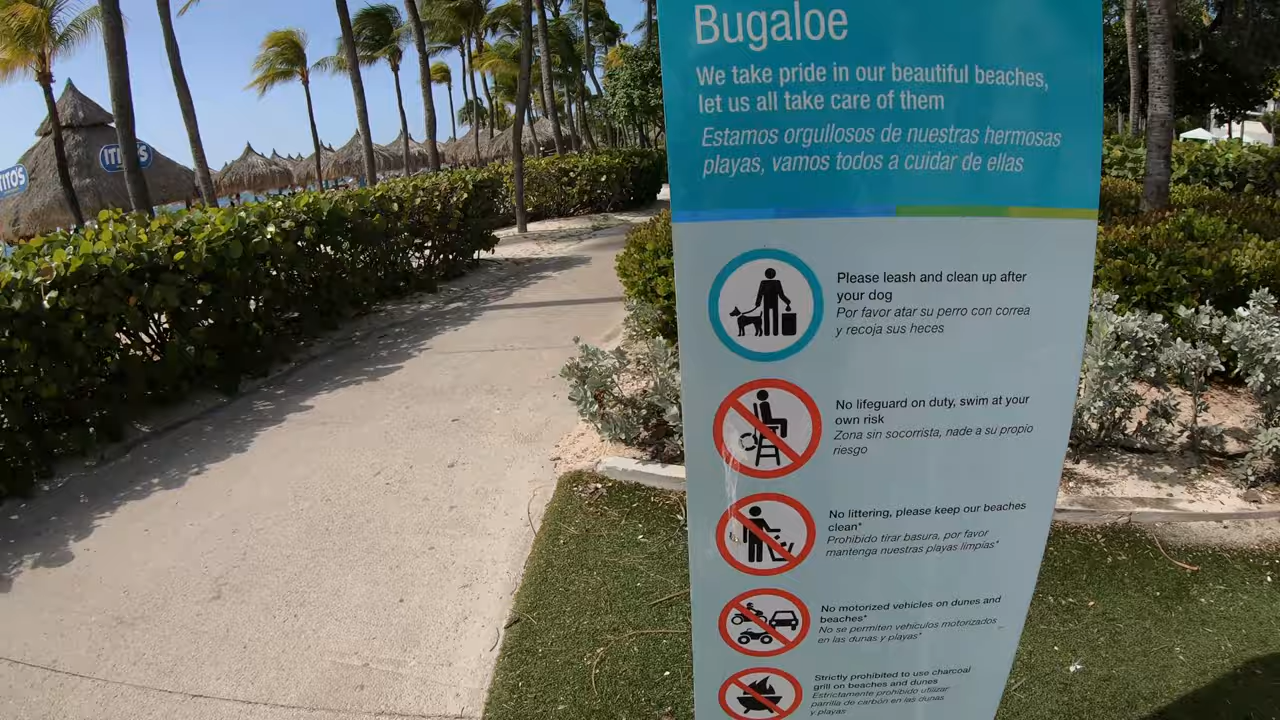 Bugaloe
We take pride in our beautiful beaches,
let us all take care of them
Estamos orgullosos de nuestras hermosas
playas, vamos todos a cuidar de ellas
ITITO'S
TITO'S
Please leash and clean up after
your dog
Por favor atar su perro con correa
y recoja sus heces
No lifeguard on duty, swim at your
own risk
Zona sin socorrista, nade a su propio
riesgo
No littering, please keep our beaches
clean*
Prohibido tirar basura, por favor
mantenga nuestras playas limpias*
No motorized vehicles on dunes and
beaches*
No se permiten vehículos motorizados
en las dunas y playas*
Strictly prohibited to use charcoal
grill on beaches and dunes
Estrictamente prohibido utilizar
parrilla de carbón en las dunas
y playas